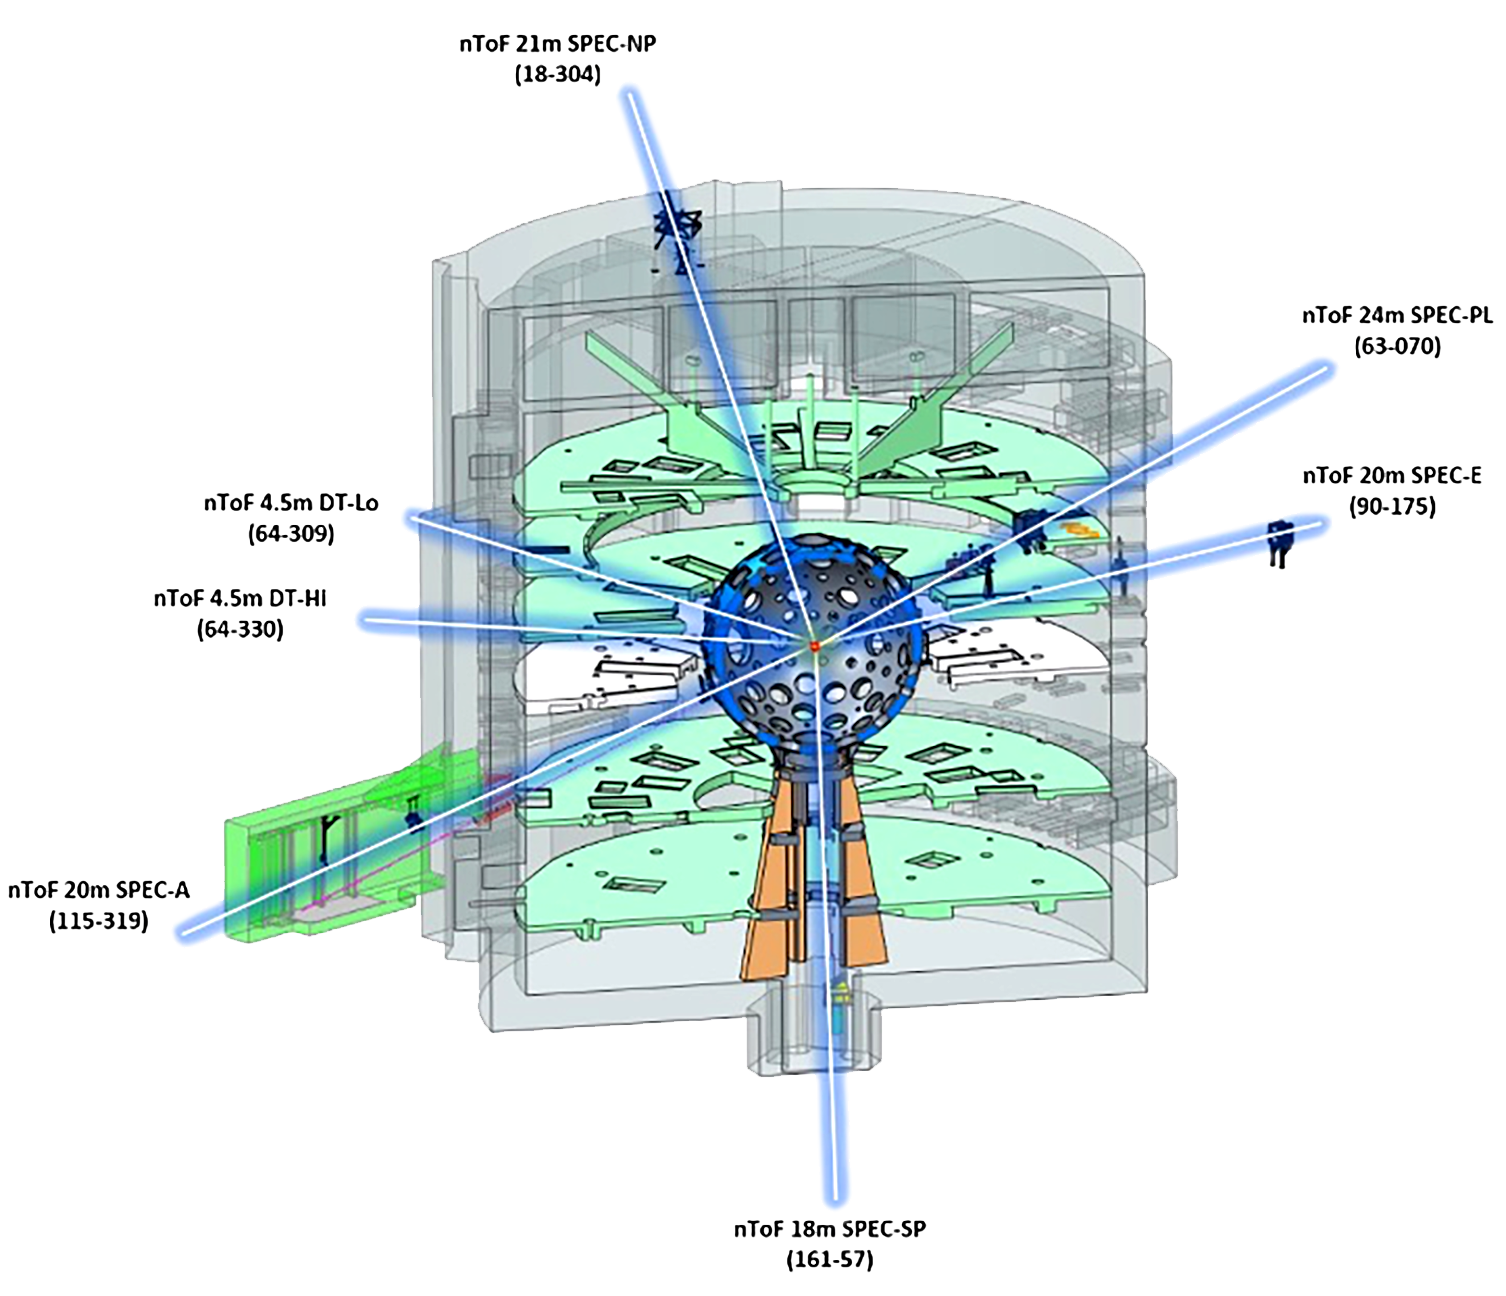 nToF 21m SPEC-NP
(18-304)
nToF 24m SPEC-PL
(63-070)
nToF 20m SPEC-E
(90-175)
nToF 4.5m DT-Lo
(64-309)
nToF 4.5m DT-Hi
(64-330)
nToF 20m SPEC-A
(115-319)
nToF 18m SPEC-SP
(161-57)